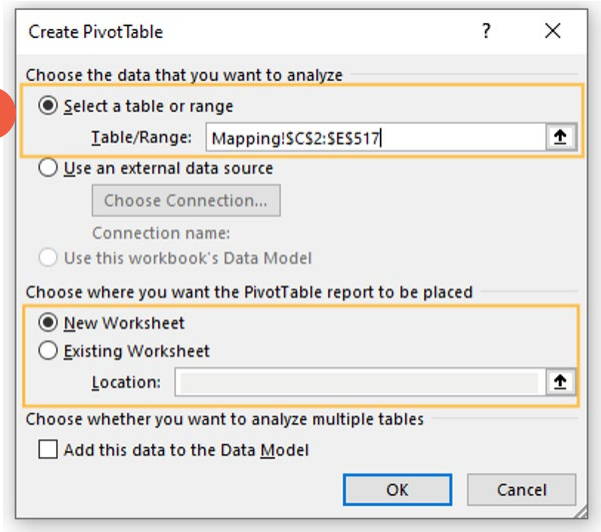 Create PivotTable ?
Choose the data that you want to analyze
Select a table or range
Table/Range: Mapping!$C$2:$E$517
Use an external data source
Choose Connection...
Connection name:
Use this workbook's Data Model
Choose where you want the PivotTable report to be placed
New Worksheet
Existing Worksheet
Location:
Choose whether you want to analyze multiple tables
Add this data to the Data Model
OK Cancel